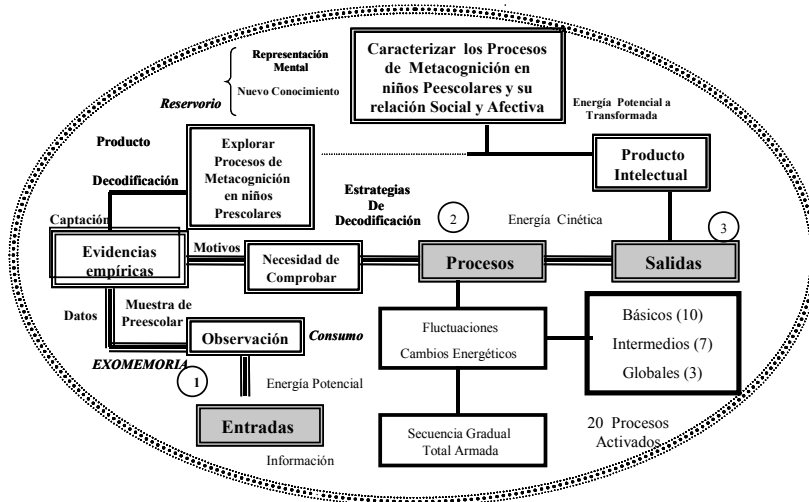 Representación
Mental
Nuevo Conocimiento
Reservorio
Caracterizar los Procesos
de Metacognición en
niños Peescolares y su
relación Social y Afectiva
Energía Potencial a
Transformada
Producto
Explorar
Procesos de
Metacognición
en niños
Prescolares
Producto
Intelectual
Decodificación
Estrategias
De
Decodificación
2
Energía Cinética
3
Captación
Evidencias
empíricas
Motivos
Necesidad de
Comprobar
Procesos
Salidas
Datos
Muestra de
Preescolar
Observación
Consumo
EXOMEMORIA
1
Energía Potencial
Entradas
Información
Fluctuaciones
Cambios Energéticos
Básicos (10)
Intermedios (7)
Globales (3)
Secuencia Gradual
Total Armada
20 Procesos
Activados